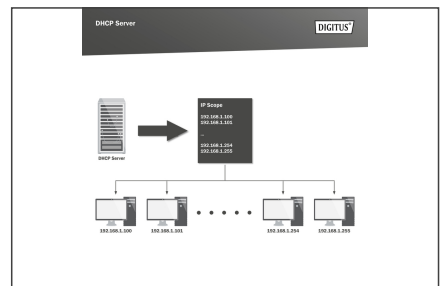 DHCP Server
DIGITUS®
IP Scope
192.168.1.100
192.168.1.101
...
192.168.1.254
192.168.1.255
DHCP Server
192.168.1.100
192.168.1.101
192.168.1.254
192.168.1.255